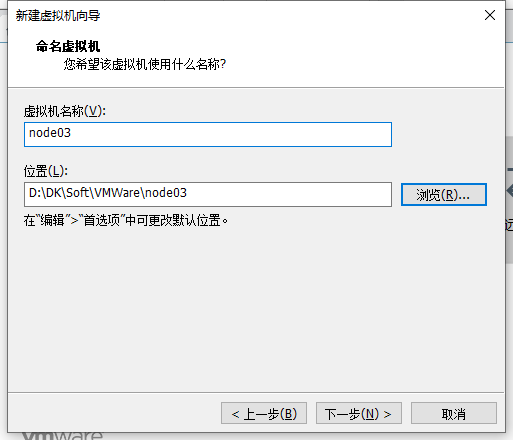 新建虚拟机向导
命名虚拟机
您希望该虚拟机使用什么名称?
虚拟机名称(V):
node03
位置(L):
D:\DK\Soft\VMWare\node03
浏览(R)...
在“编辑”>“首选项”中可更改默认位置。
< 上一步(B)
下一步(N) >
取消
vmware